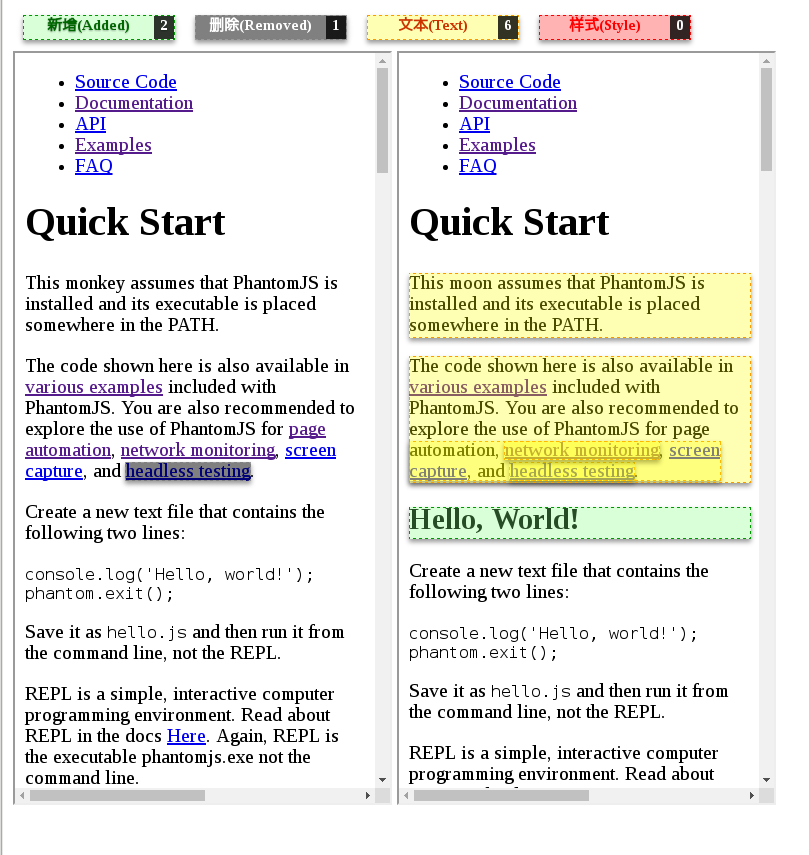 新增(Added) 2 删除(Removed) 1 文本(Text) 6 样式(Style) 0
Source Code
Documentation
API
Examples
FAQ
Quick Start
This monkey assumes that PhantomJS is
installed and its executable is placed
somewhere in the PATH.
The code shown here is also available in
various examples included with
PhantomJS. You are also recommended to
explore the use of PhantomJS for page
automation, network monitoring, screen
capture, and headless testing.
Create a new text file that contains the
following two lines:
console.log('Hello, world!');
phantom.exit();
Save it as hello.js and then run it from
the command line, not the REPL.
REPL is a simple, interactive computer
programming environment. Read about
REPL in the docs Here. Again, REPL is
the executable phantomjs.exe not the
command line.
Source Code
Documentation
API
Examples
FAQ
Quick Start
This moon assumes that PhantomJS is
installed and its executable is placed
somewhere in the PATH.
The code shown here is also available in
various examples included with
PhantomJS. You are also recommended to
explore the use of PhantomJS for page
automation, network monitoring, screen
capture, and headless testing.
Hello, World!
Create a new text file that contains the
following two lines:
console.log('Hello, world!');
phantom.exit();
Save it as hello.js and then run it from
the command line, not the REPL.
REPL is a simple, interactive computer
programming environment. Read about